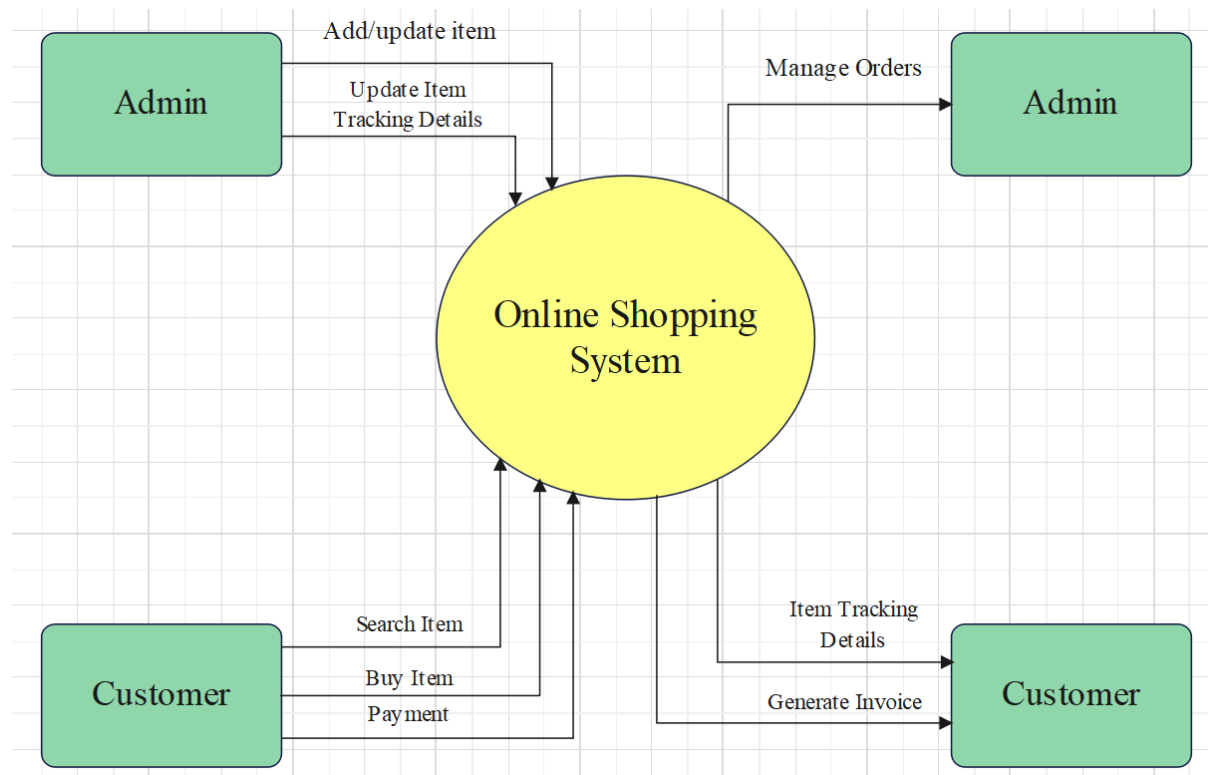 Add/update item
Admin
Update Item
Tracking Details
Manage Orders
Admin
Online Shopping
System
Search Item
Customer
Buy Item
Payment
Item Tracking
Details
Customer
Generate Invoice